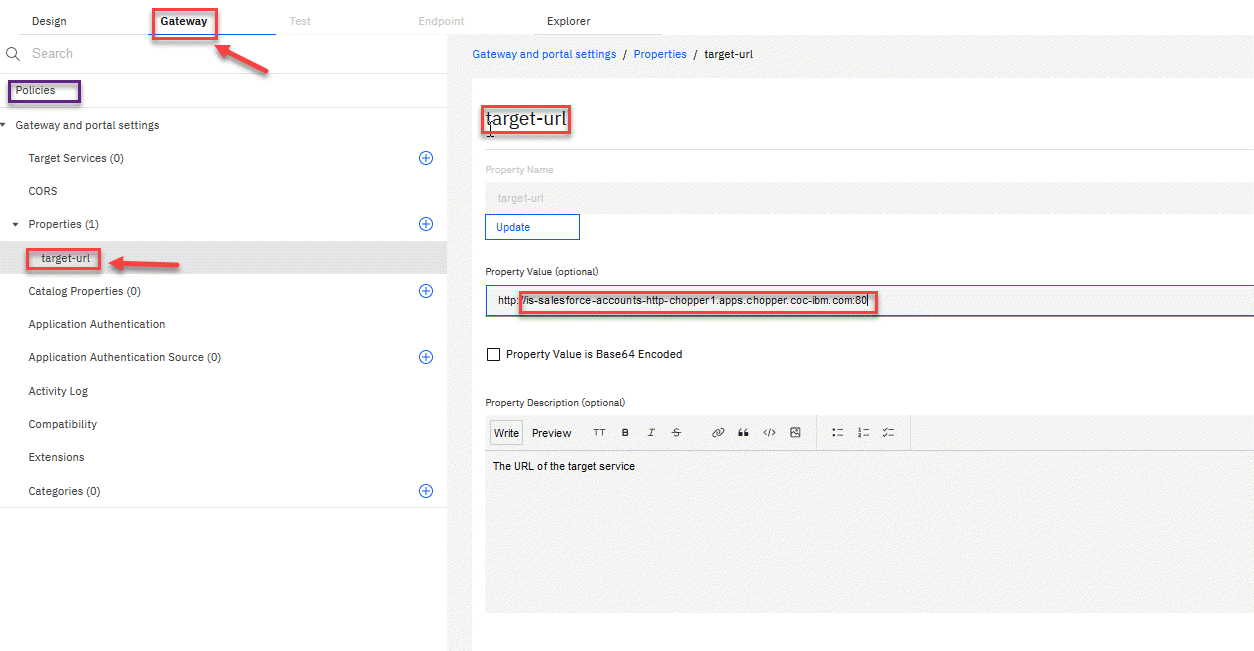 Design Gateway Test Endpoint Explorer
Search
Policies
Gateway and portal settings
Target Services (0)
CORS
Properties (1)
target-url
Catalog Properties (0)
Application Authentication
Application Authentication Source (0)
Activity Log
Compatibility
Extensions
Categories (0)
Gateway and portal settings / Properties / target-url
target-url
Property Name
target-url
Update
Property Value (optional)
http://is-salesforce-accounts-http-chopper1.apps.chopper.coc-ibm.com:80
Property Value is Base64 Encoded
Property Description (optional)
Write Preview TT B I S
The URL of the target service